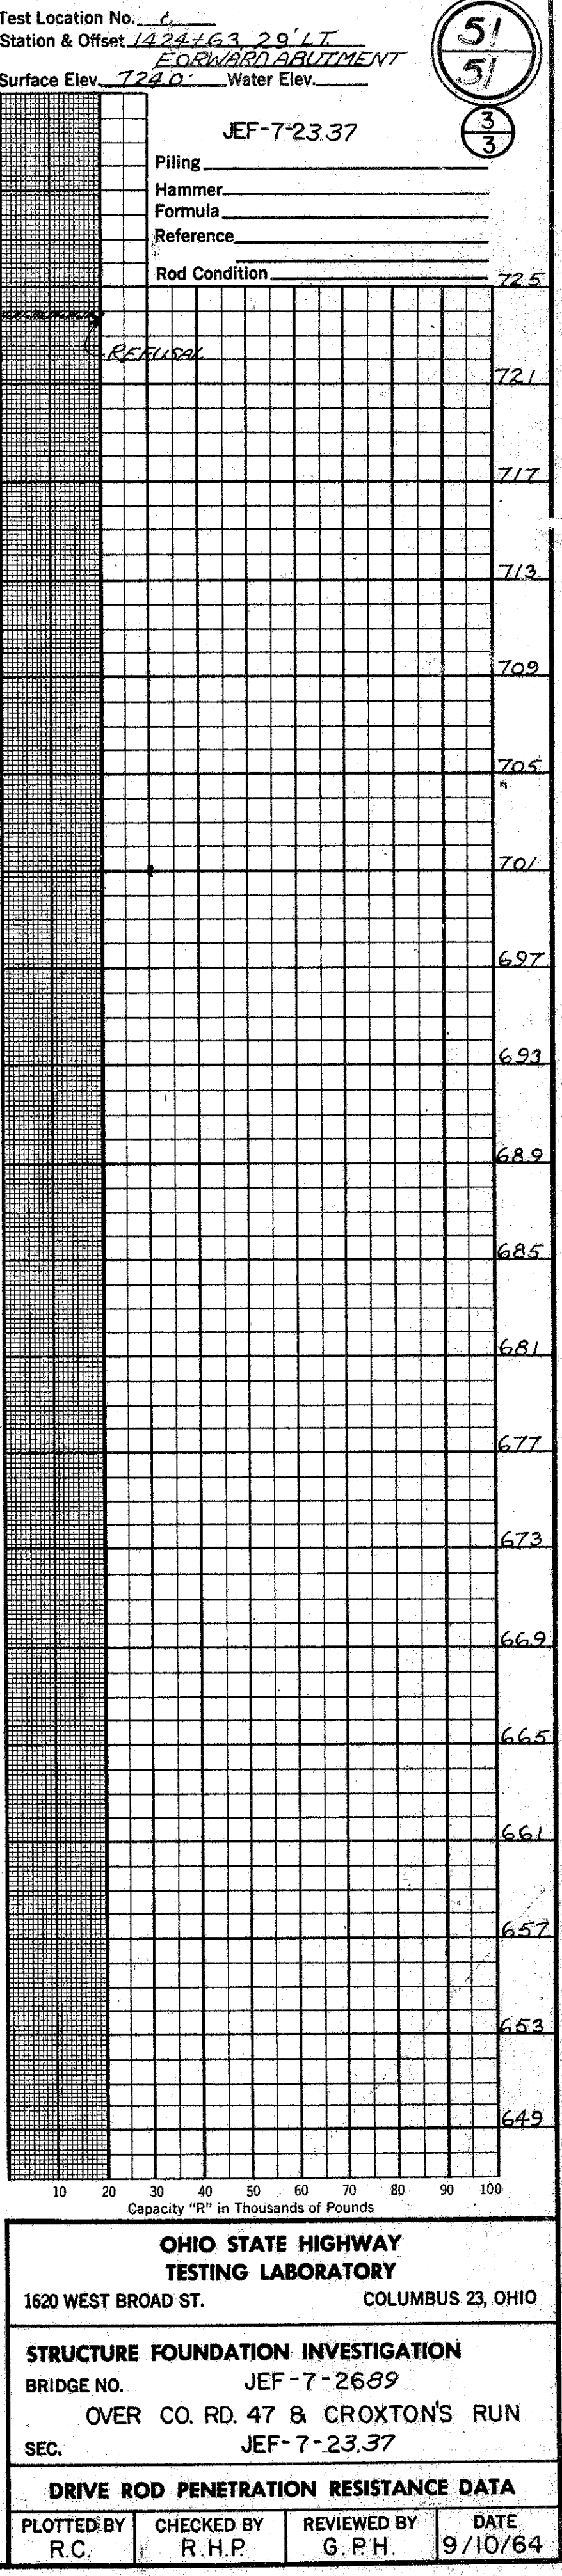 Test Location No.
Station & Offset 1424+63 29' LT.
FORWARD ABUTMENT
Surface Elev. 724.0 Water Elev.
51
51
3
3
JEF-7-23.37
Piling
Hammer
Formula
Reference
Rod Condition
REFUSAL
725
721
717
713
709
705
701
697
693
689
685
681
677
673
669
665
661
657
653
649
10 20 30 40 50 60 70 80 90 100
Capacity "R" in Thousands of Pounds
OHIO STATE HIGHWAY
TESTING LABORATORY
1620 WEST BROAD ST. COLUMBUS 23, OHIO
STRUCTURE FOUNDATION INVESTIGATION
BRIDGE NO. JEF-7-2689
OVER CO. RD. 47 & CROXTON'S RUN
SEC. JEF-7-23.37
DRIVE ROD PENETRATION RESISTANCE DATA
PLOTTED BY CHECKED BY REVIEWED BY DATE
R.C. R.H.P. G.P.H. 9/10/64